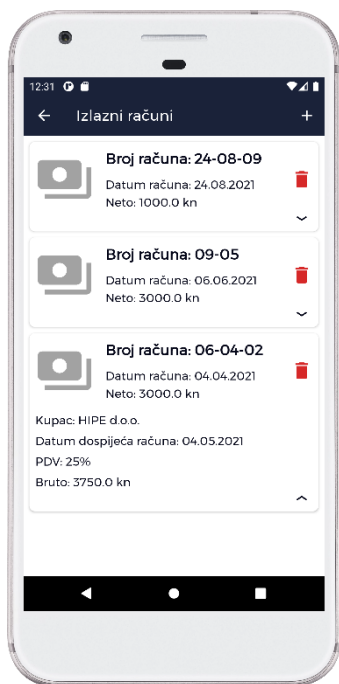 12:31
Izlazni računi
Broj računa: 24-08-09
Datum računa: 24.08.2021
Neto: 1000.0 kn
Broj računa: 09-05
Datum računa: 06.06.2021
Neto: 3000.0 kn
Broj računa: 06-04-02
Datum računa: 04.04.2021
Neto: 3000.0 kn
Kupac: HIPE d.o.o.
Datum dospijeća računa: 04.05.2021
PDV: 25%
Bruto: 3750.0 kn